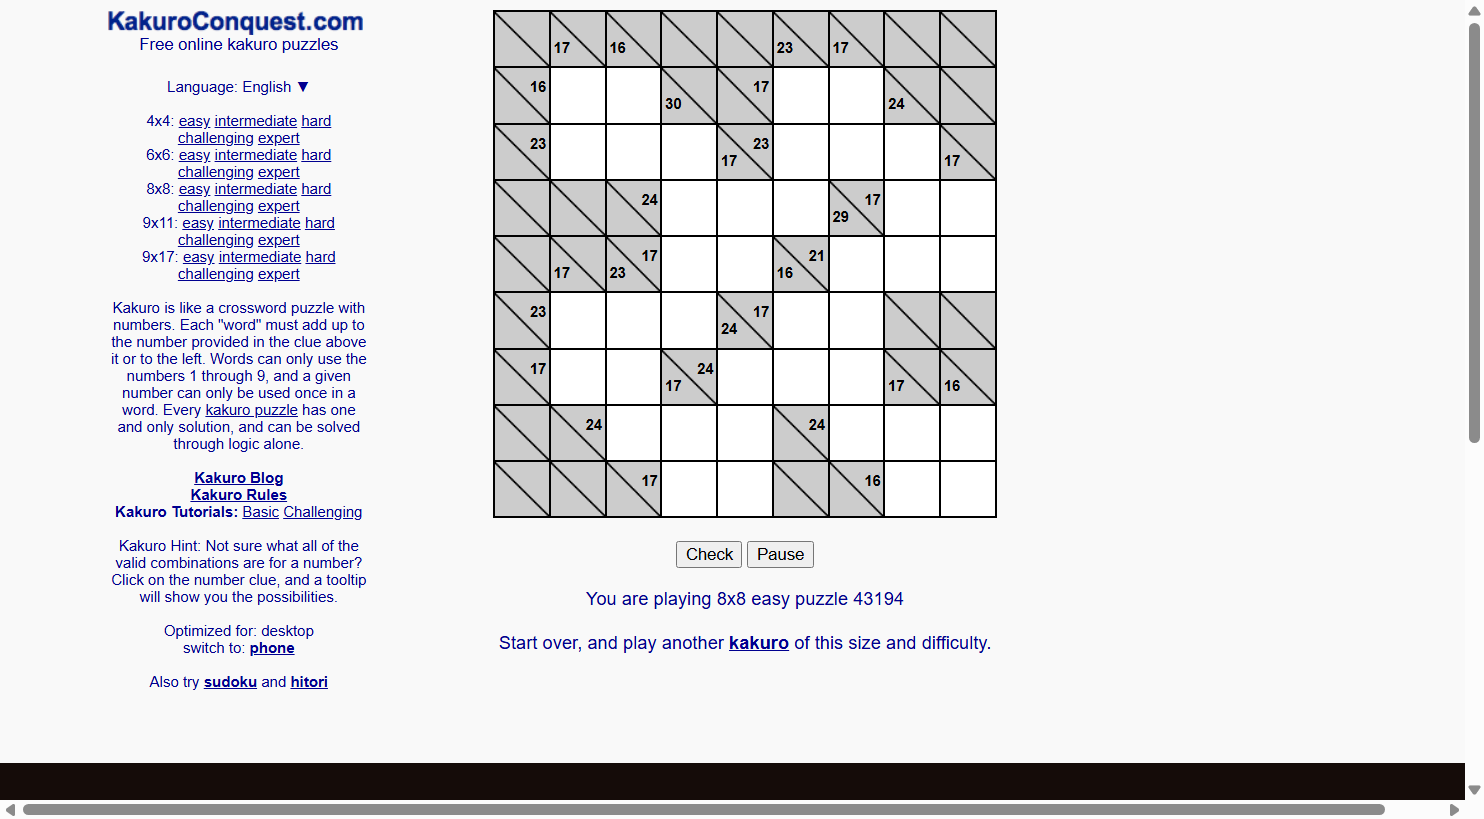 KakuroConquest.com
Free online kakuro puzzles
Language: English ▼
4x4: easy intermediate hard
challenging expert
6x6: easy intermediate hard
challenging expert
8x8: easy intermediate hard
challenging expert
9x11: easy intermediate hard
challenging expert
9x17: easy intermediate hard
challenging expert
Kakuro is like a crossword puzzle with
numbers. Each "word" must add up to
the number provided in the clue above
it or to the left. Words can only use the
numbers 1 through 9, and a given
number can only be used once in a
word. Every kakuro puzzle has one
and only solution, and can be solved
through logic alone.
Kakuro Blog
Kakuro Rules
Kakuro Tutorials: Basic Challenging
Kakuro Hint: Not sure what all of the
valid combinations are for a number?
Click on the number clue, and a tooltip
will show you the possibilities.
Optimized for: desktop
switch to: phone
Also try sudoku and hitori
17 16 23 17
16 30 17 24
23 17 23 17
24 29 17
17 23 17 16 21
23 24 17
17 17 24 17 16
24 24
17 16
Check Pause
You are playing 8x8 easy puzzle 43194
Start over, and play another kakuro of this size and difficulty.